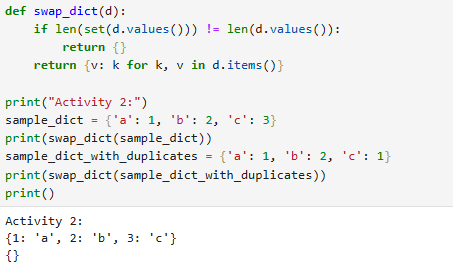 def swap_dict(d):
    if len(set(d.values())) != len(d.values()):
        return {}
    return {v: k for k, v in d.items()}

print("Activity 2:")
sample_dict = {'a': 1, 'b': 2, 'c': 3}
print(swap_dict(sample_dict))
sample_dict_with_duplicates = {'a': 1, 'b': 2, 'c': 1}
print(swap_dict(sample_dict_with_duplicates))
print()
Activity 2:
{1: 'a', 2: 'b', 3: 'c'}
{}